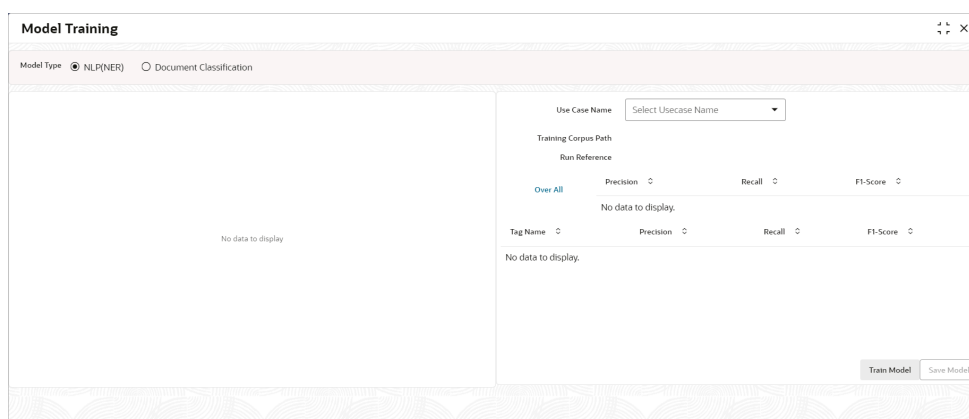 Model Training
Model Type NLP(NER) Document Classification
No data to display
Use Case Name Select Usecase Name
Training Corpus Path
Run Reference
Over All
Precision Recall F1-Score
No data to display.
Tag Name Precision Recall F1-Score
No data to display.
Train Model Save Model